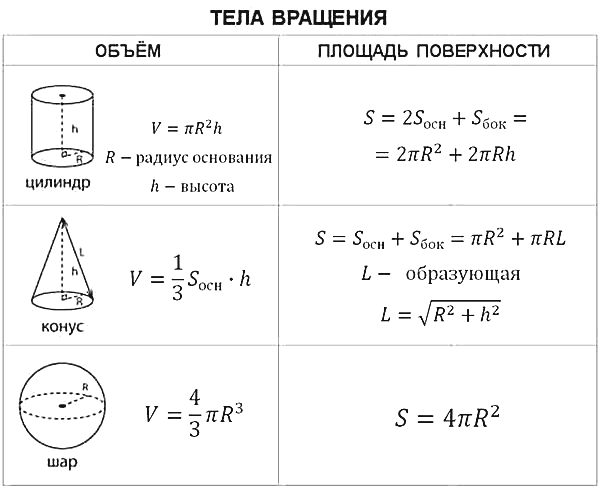 ТЕЛА ВРАЩЕНИЯ
ОБЪЁМ
ПЛОЩАДЬ ПОВЕРХНОСТИ
h
R
цилиндр
V = πR²h
R – радиус основания
h – высота
S = 2Sосн + Sбок =
= 2πR² + 2πRh
L
h
R
конус
V = 1/3 Sосн · h
S = Sосн + Sбок = πR² + πRL
L – образующая
L = √(R² + h²)
R
шар
V = 4/3 πR³
S = 4πR²